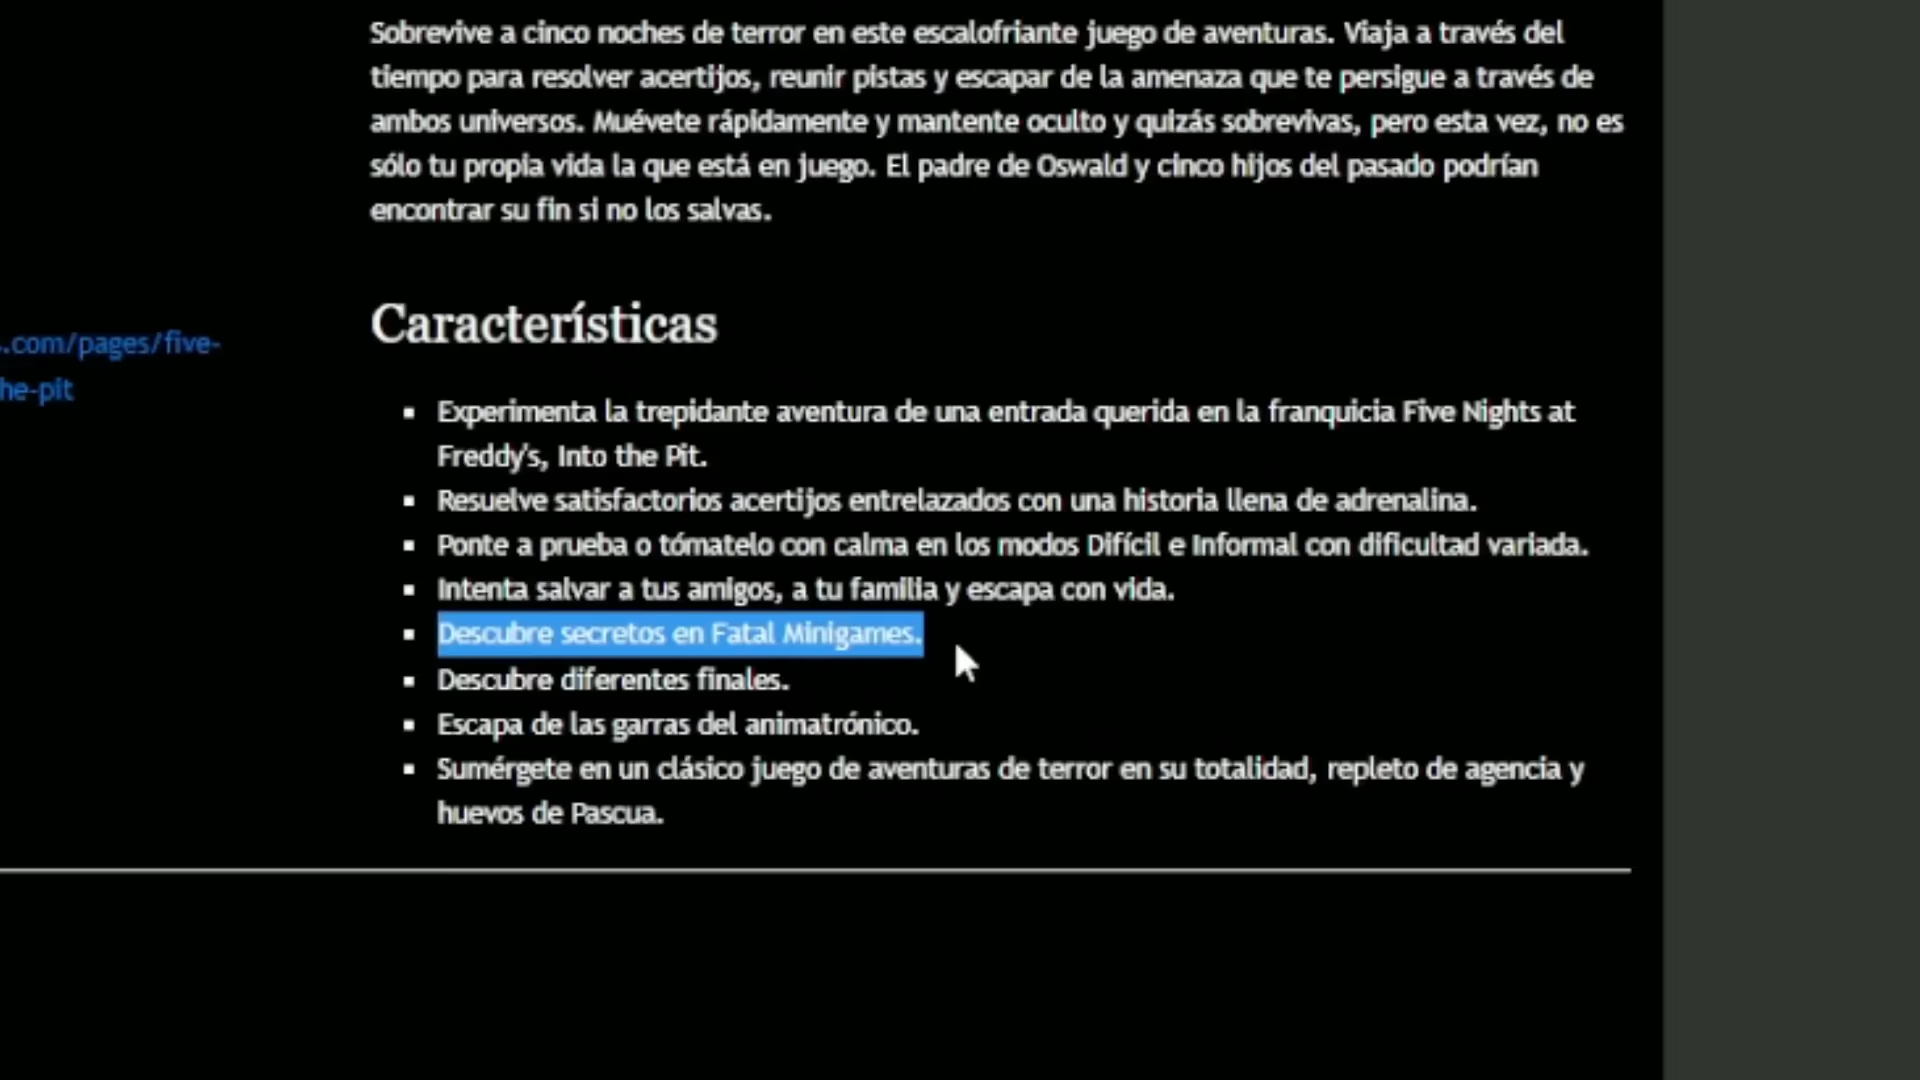 Sobrevive a cinco noches de terror en este escalofriante juego de aventuras. Viaja a través del
tiempo para resolver acertijos, reunir pistas y escapar de la amenaza que te persigue a través de
ambos universos. Muévete rápidamente y mantente oculto y quizás sobrevivas, pero esta vez, no es
sólo tu propia vida la que está en juego. El padre de Oswald y cinco hijos del pasado podrían
encontrar su fin si no los salvas.
Características
.com/pages/five-
he-pit
Experimenta la trepidante aventura de una entrada querida en la franquicia Five Nights at
Freddy's, Into the Pit.
Resuelve satisfactorios acertijos entrelazados con una historia llena de adrenalina.
Ponte a prueba o tómatelo con calma en los modos Difícil e Informal con dificultad variada.
Intenta salvar a tus amigos, a tu familia y escapa con vida.
Descubre secretos en Fatal Minigames.
Descubre diferentes finales.
Escapa de las garras del animatrónico.
Sumérgete en un clásico juego de aventuras de terror en su totalidad, repleto de agencia y
huevos de Pascua.